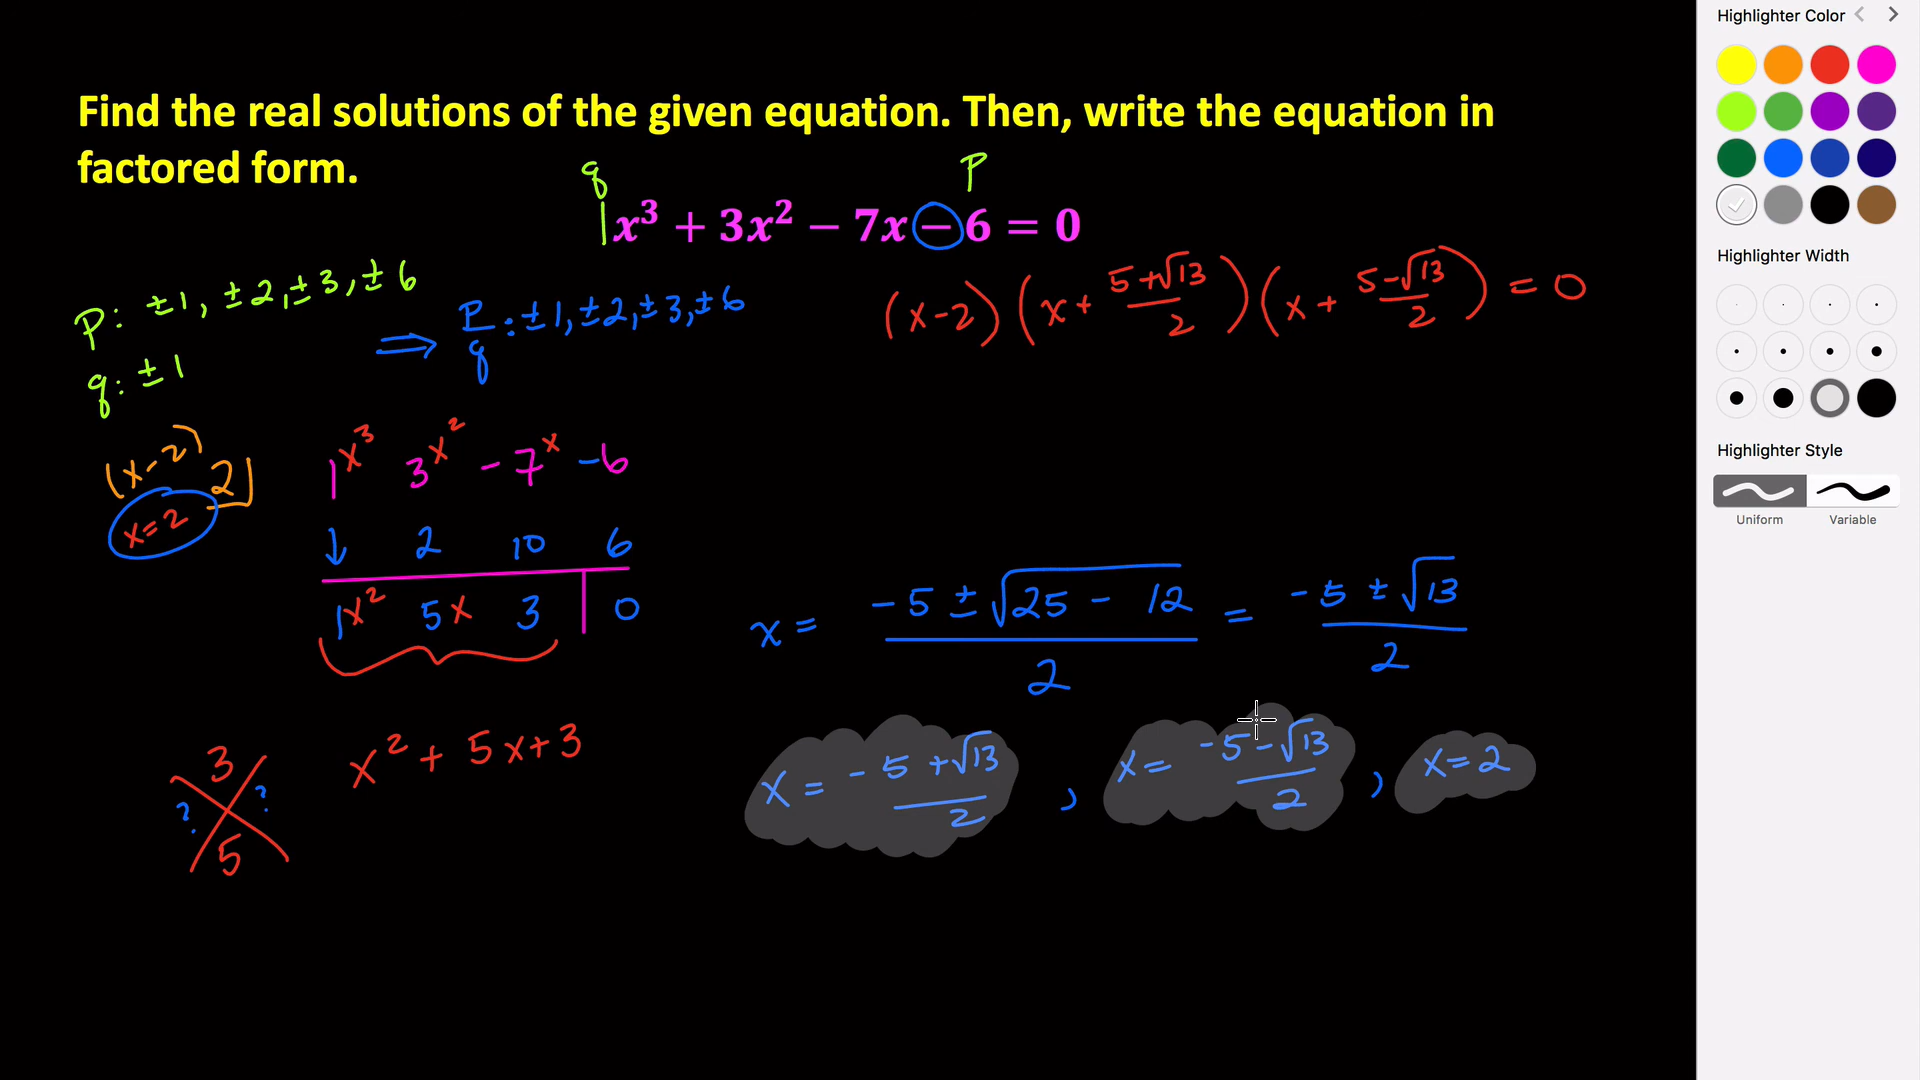 Find the real solutions of the given equation. Then, write the equation in
factored form.
q p
1x³ + 3x² − 7x − 6 = 0
p: ±1, ±2, ±3, ±6
q: ±1
⇒ p/q : ±1, ±2, ±3, ±6
(x-2)(x + (5+√13)/2)(x + (5-√13)/2) = 0
(x-2) 2
x=2
1x³ 3x² -7x -6
↓ 2 10 6
1x² 5x 3 0
x² + 5x + 3
3
? ?
5
x = (-5 ± √(25 - 12))/2 = (-5 ± √13)/2
x = (-5 + √13)/2 , x = (-5 - √13)/2 , x = 2
Highlighter Color
Highlighter Width
Highlighter Style
Uniform Variable